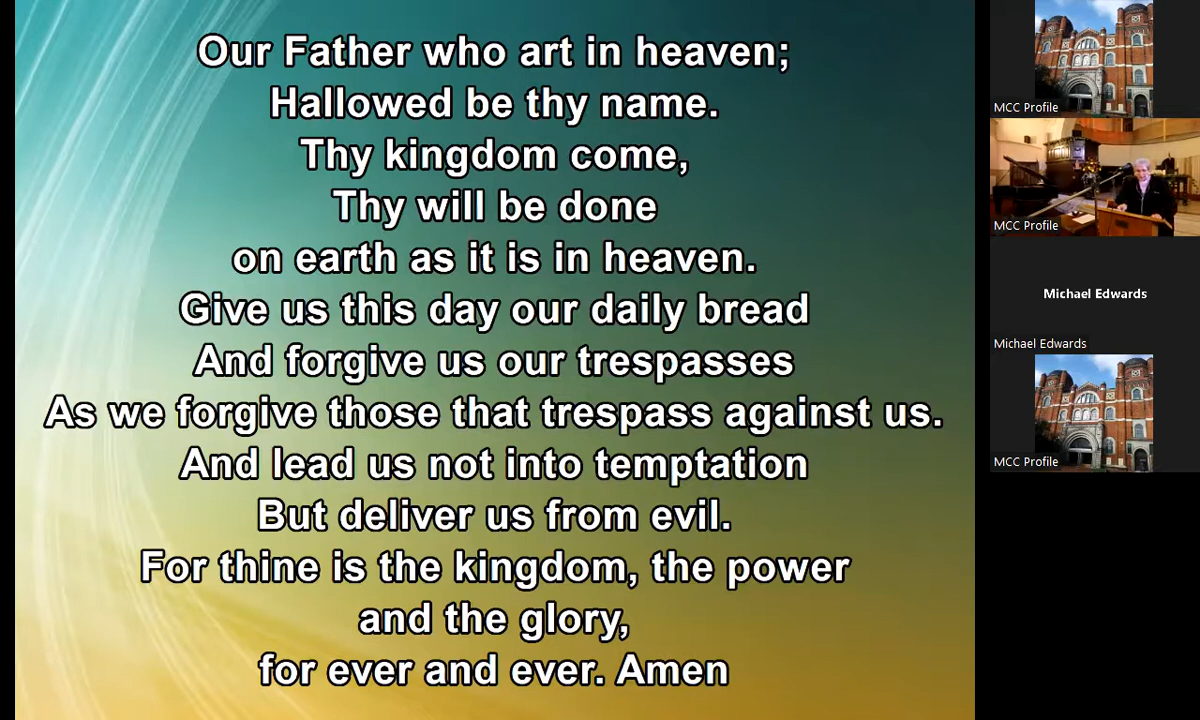 Our Father who art in heaven;
Hallowed be thy name.
Thy kingdom come,
Thy will be done
on earth as it is in heaven.
Give us this day our daily bread
And forgive us our trespasses
As we forgive those that trespass against us.
And lead us not into temptation
But deliver us from evil.
For thine is the kingdom, the power
and the glory,
for ever and ever. Amen
MCC Profile
MCC Profile
Michael Edwards
Michael Edwards
MCC Profile